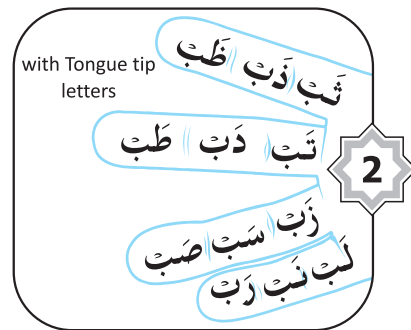 with Tongue tip
letters
ثَبْ ذَبْ ظَبْ
تَبْ دَبْ طَبْ
2
زَبْ سَبْ صَبْ
لَبْ نَبْ رَبْ